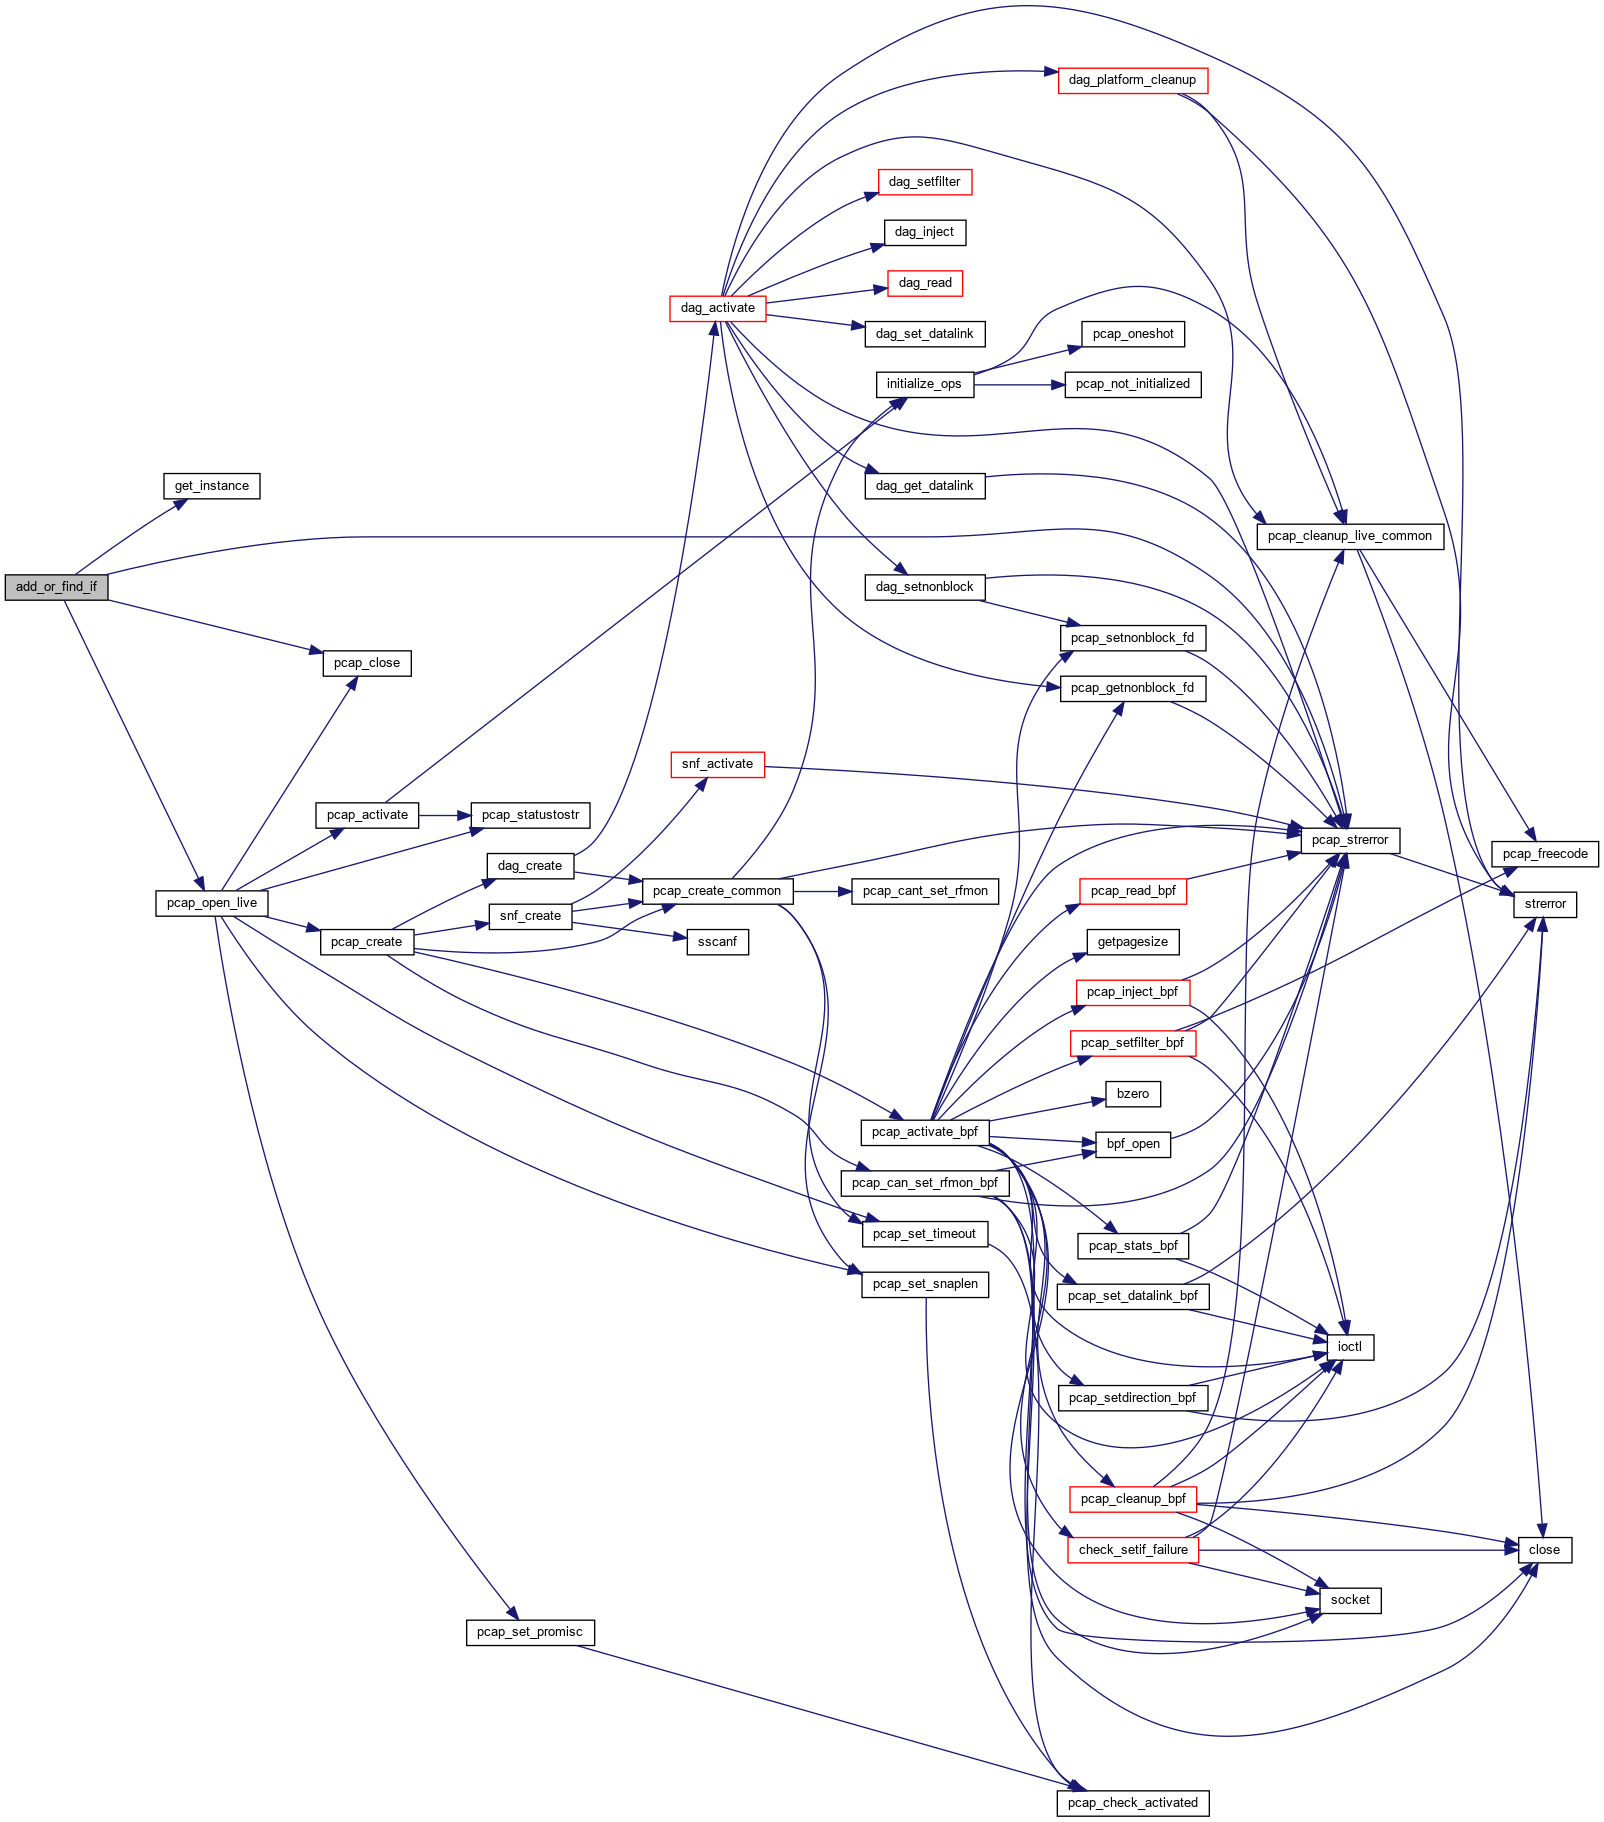 dag_platform_cleanup
dag_setfilter
dag_inject
dag_read
dag_activate
dag_set_datalink
pcap_oneshot
initialize_ops
pcap_not_initialized
get_instance
dag_get_datalink
pcap_cleanup_live_common
add_or_find_if
dag_setnonblock
pcap_setnonblock_fd
pcap_close
pcap_getnonblock_fd
snf_activate
pcap_activate
pcap_statustostr
pcap_strerror
pcap_freecode
dag_create
pcap_create_common
pcap_cant_set_rfmon
pcap_read_bpf
pcap_open_live
snf_create
strerror
pcap_create
sscanf
getpagesize
pcap_inject_bpf
pcap_setfilter_bpf
bzero
pcap_activate_bpf
bpf_open
pcap_can_set_rfmon_bpf
pcap_set_timeout
pcap_stats_bpf
pcap_set_snaplen
pcap_set_datalink_bpf
ioctl
pcap_setdirection_bpf
pcap_cleanup_bpf
check_setif_failure
close
socket
pcap_set_promisc
pcap_check_activated